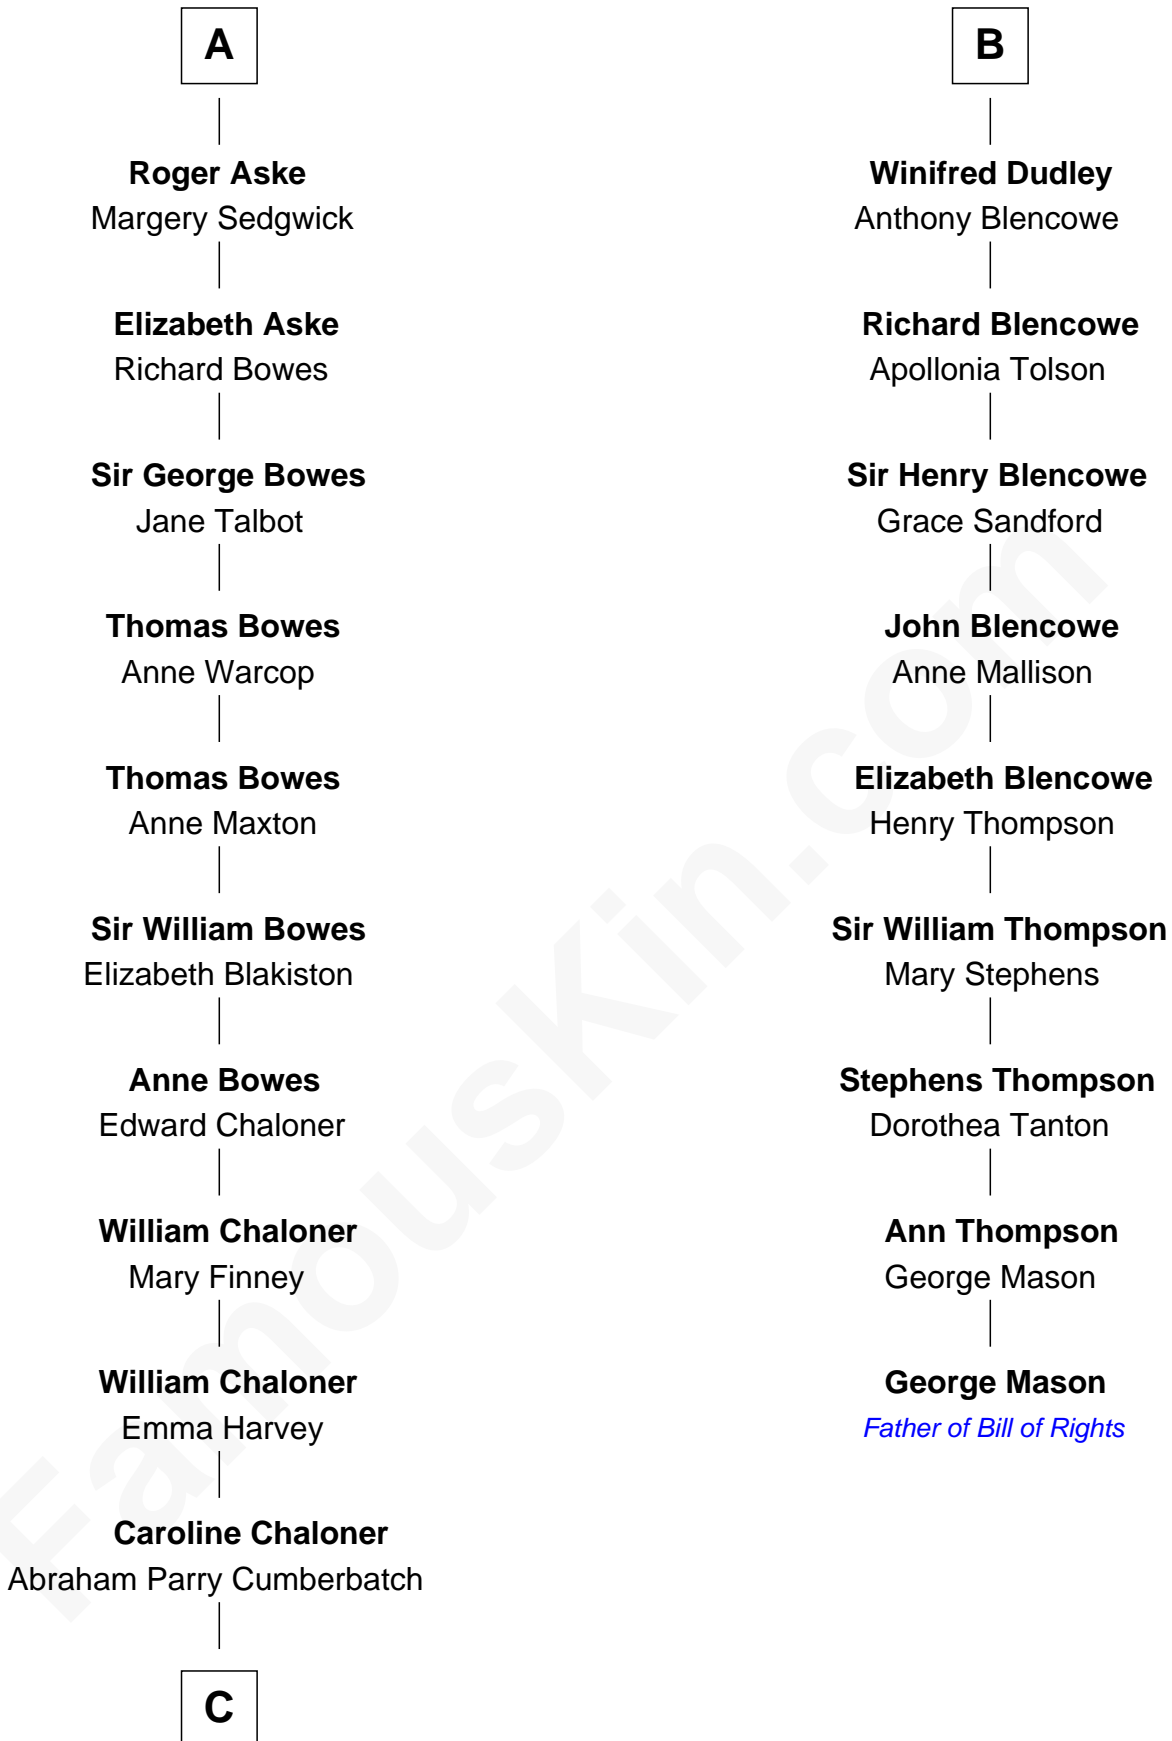 A
Roger Aske
Margery Sedgwick
Elizabeth Aske
Richard Bowes
Sir George Bowes
Jane Talbot
Thomas Bowes
Anne Warcop
Thomas Bowes
Anne Maxton
Sir William Bowes
Elizabeth Blakiston
Anne Bowes
Edward Chaloner
William Chaloner
Mary Finney
William Chaloner
Emma Harvey
Caroline Chaloner
Abraham Parry Cumberbatch
C
B
Winifred Dudley
Anthony Blencowe
Richard Blencowe
Apollonia Tolson
Sir Henry Blencowe
Grace Sandford
John Blencowe
Anne Mallison
Elizabeth Blencowe
Henry Thompson
Sir William Thompson
Mary Stephens
Stephens Thompson
Dorothea Tanton
Ann Thompson
George Mason
George Mason
Father of Bill of Rights
FamousKin.com